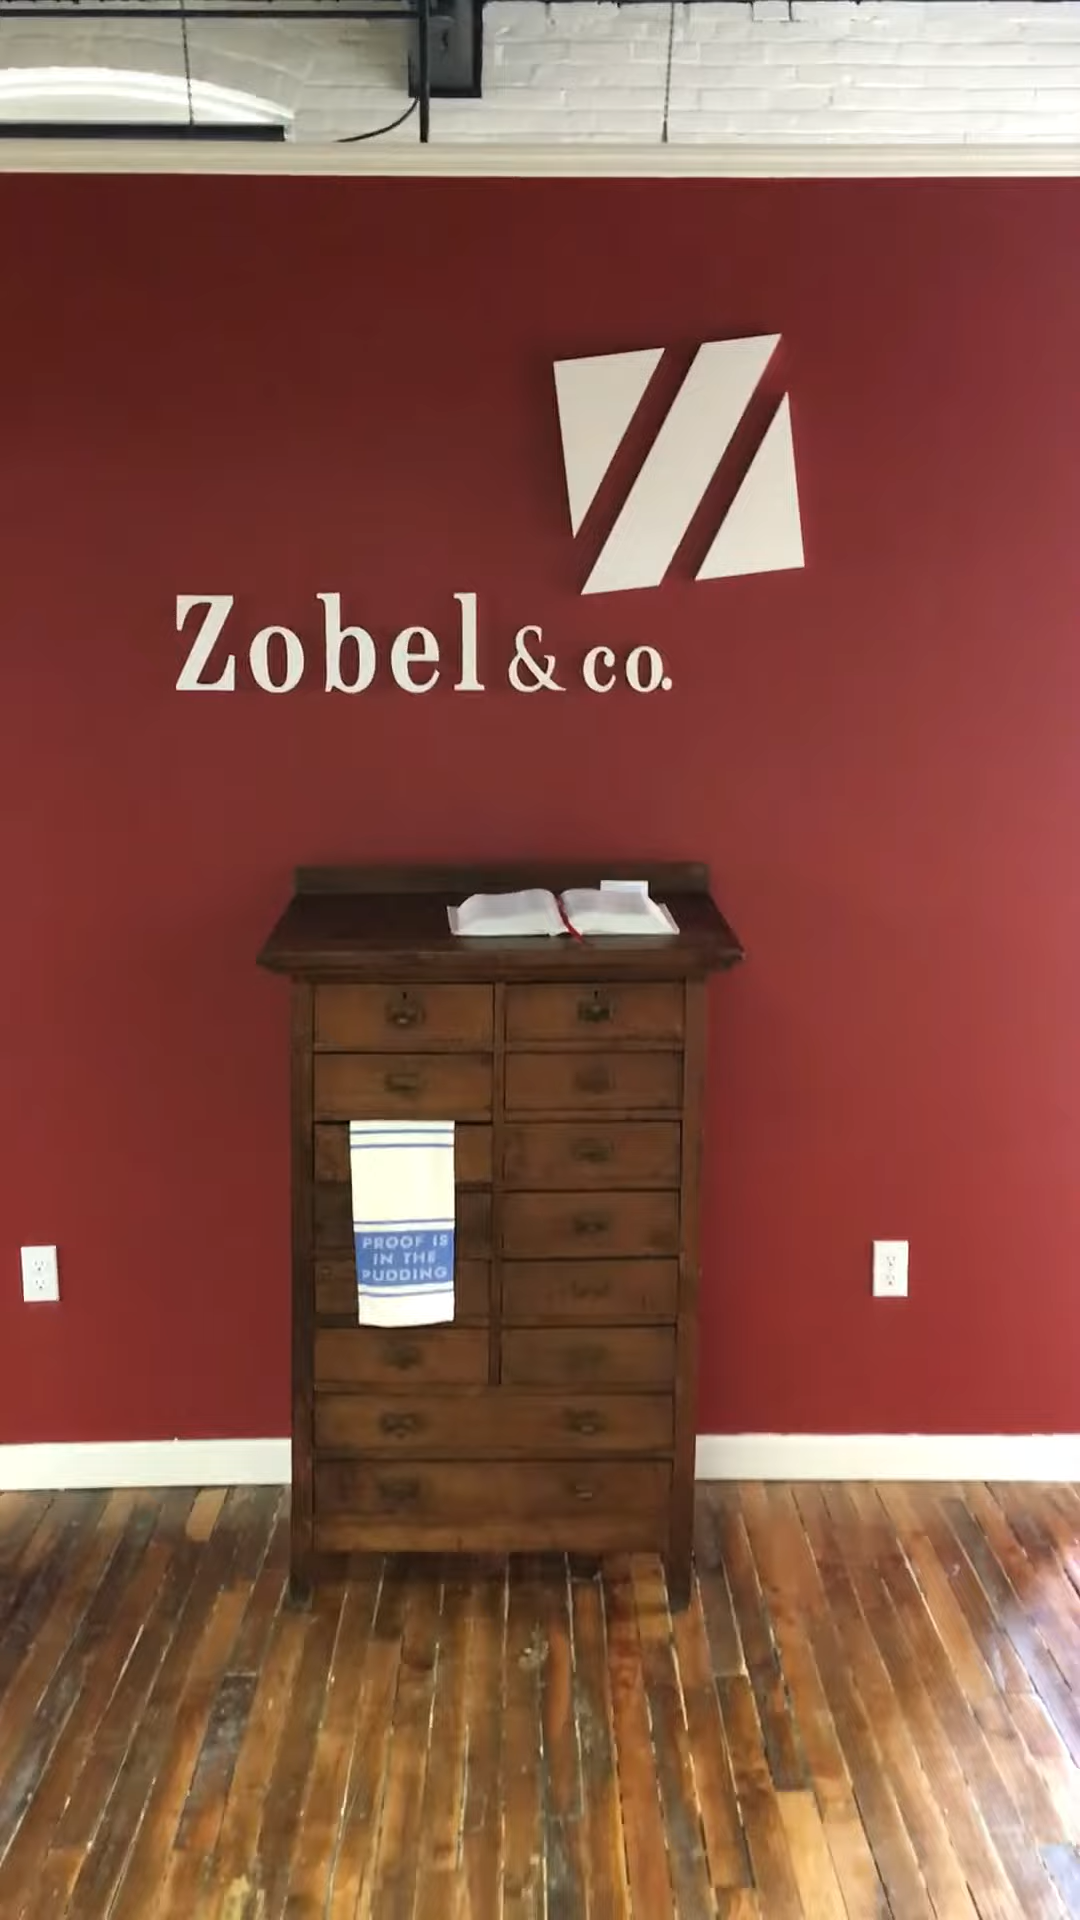 Zobel & co.
PROOF IS
IN THE
PUDDING